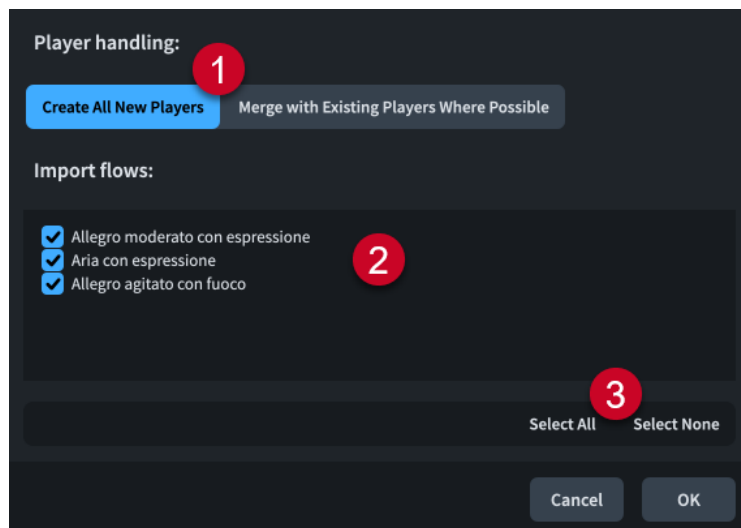 Player handling:
1
Create All New Players
Merge with Existing Players Where Possible
Import flows:
Allegro moderato con espressione
Aria con espressione
Allegro agitato con fuoco
2
3
Select All
Select None
Cancel
OK